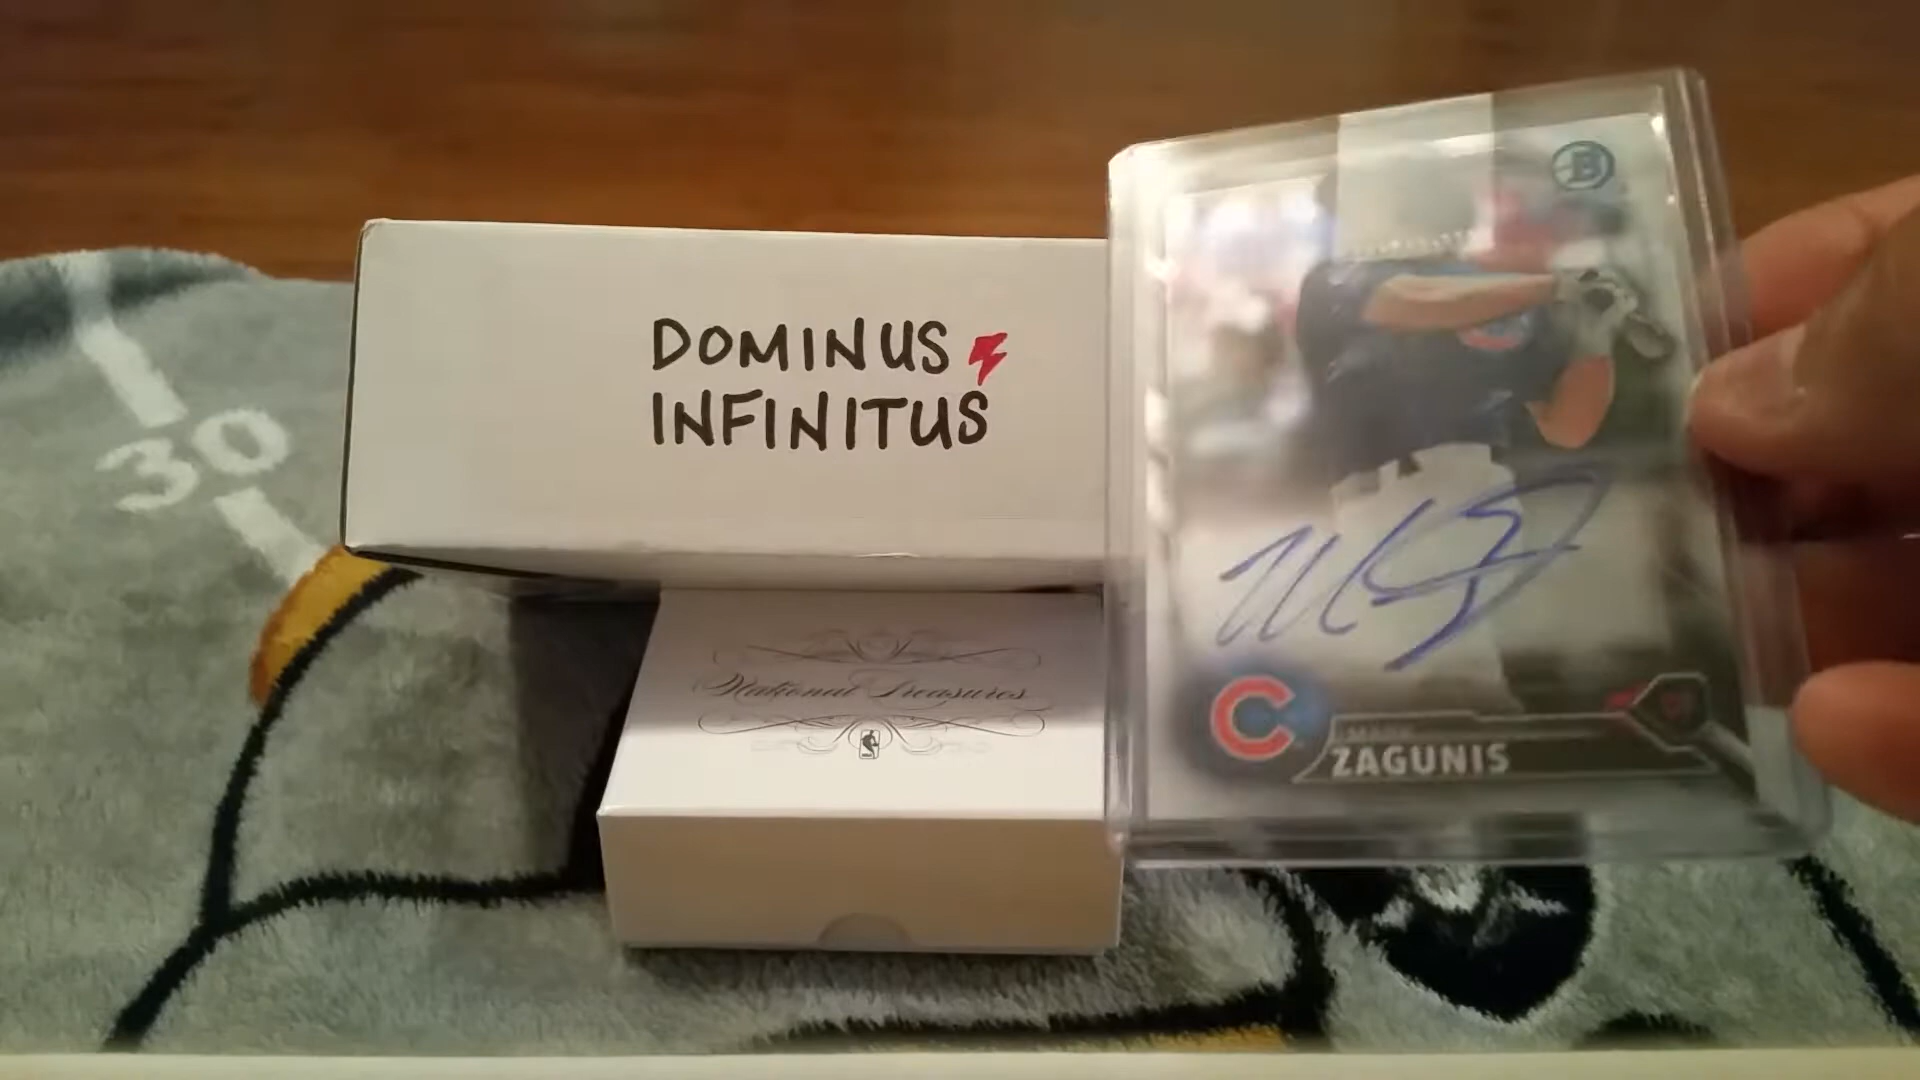 DOMINUS
INFINITUS
30
National Treasures
B
C
ZAGUNIS